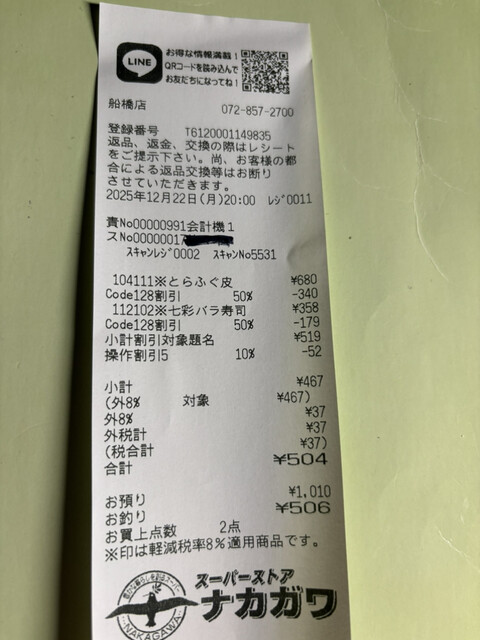 LINE
お得な情報満載！
QRコードを読み込んで
お友だちになってね！
船橋店 072-857-2700
登録番号 T6120001149835
返品、返金、交換の際はレシート
をご提示下さい。尚、お客様の都
合による返品交換等はお断り
させていただきます。
2025年12月22日(月)20:00 ﾚｼﾞ0011
責No00000991会計機1
スNo0000001
ｽｷｬﾝﾚｼﾞ0002 ｽｷｬﾝNo5531
104111※とらふぐ皮 ¥680
Code128割引 50% -340
112102※七彩バラ寿司 ¥358
Code128割引 50% -179
小計割引対象題名 ¥519
操作割引5 10% -52
小計 ¥467
(外8% 対象 ¥467)
外8% ¥37
外税計 ¥37
(税合計 ¥37)
合計 ¥504
お預り ¥1,010
お釣り ¥506
お買上点数 2点
※印は軽減税率8%適用商品です。
スーパーストア
ナカガワ
NAKAGAWA